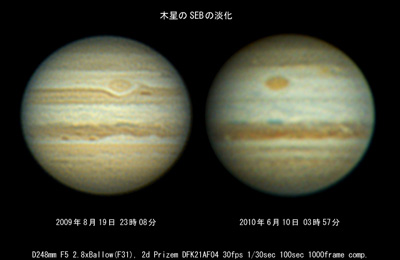 木星のSEBの淡化
2009年8月19日 23時08分
2010年6月10日 03時57分
D248mm F5 2.8xBallow(F31), 2d Prizem DFK21AF04 30fps 1/30sec 100sec 1000frame comp.